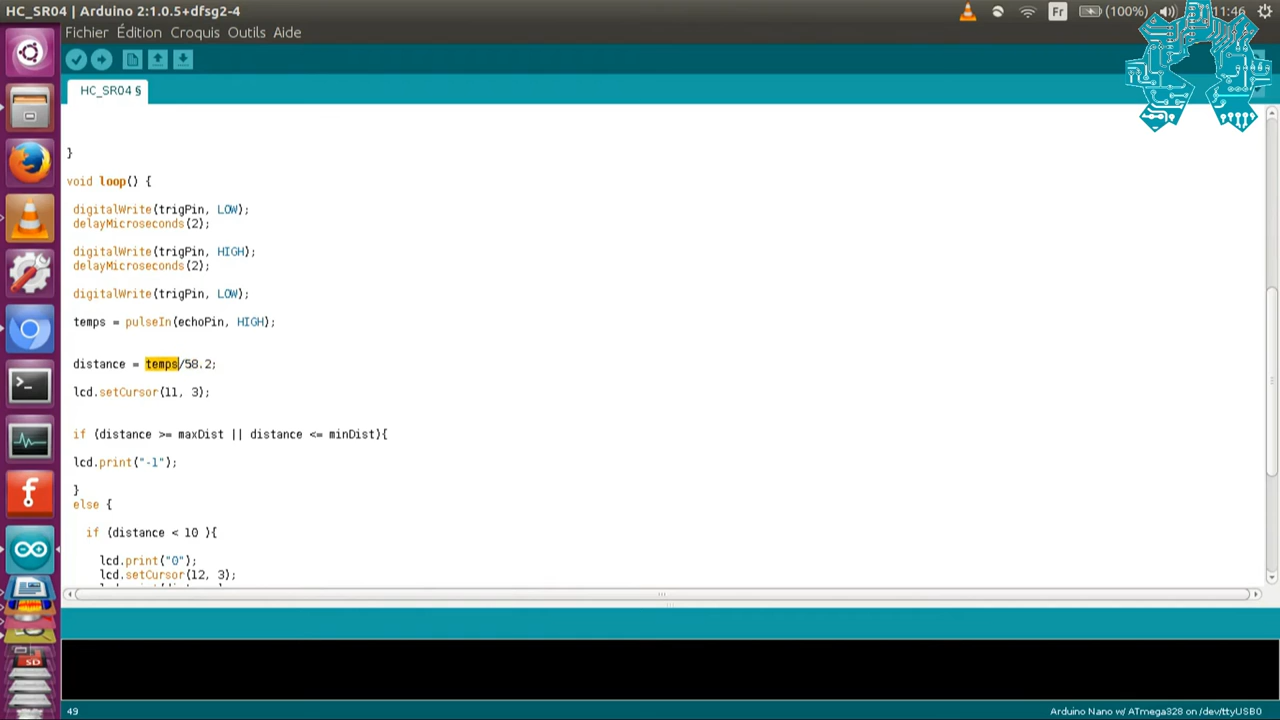 HC_SR04 | Arduino 2:1.0.5+dfsg2-4
Fr (100%) 11:46
Fichier Édition Croquis Outils Aide
HC_SR04 §
}
void loop() {
digitalWrite(trigPin, LOW);
delayMicroseconds(2);
digitalWrite(trigPin, HIGH);
delayMicroseconds(2);
digitalWrite(trigPin, LOW);
temps = pulseIn(echoPin, HIGH);
distance = temps/58.2;
lcd.setCursor(11, 3);
if (distance >= maxDist || distance <= minDist){
lcd.print("-1");
}
else {
if (distance < 10 ){
lcd.print("0");
lcd.setCursor(12, 3);
SD
49
Arduino Nano w/ ATmega328 on /dev/ttyUSB0